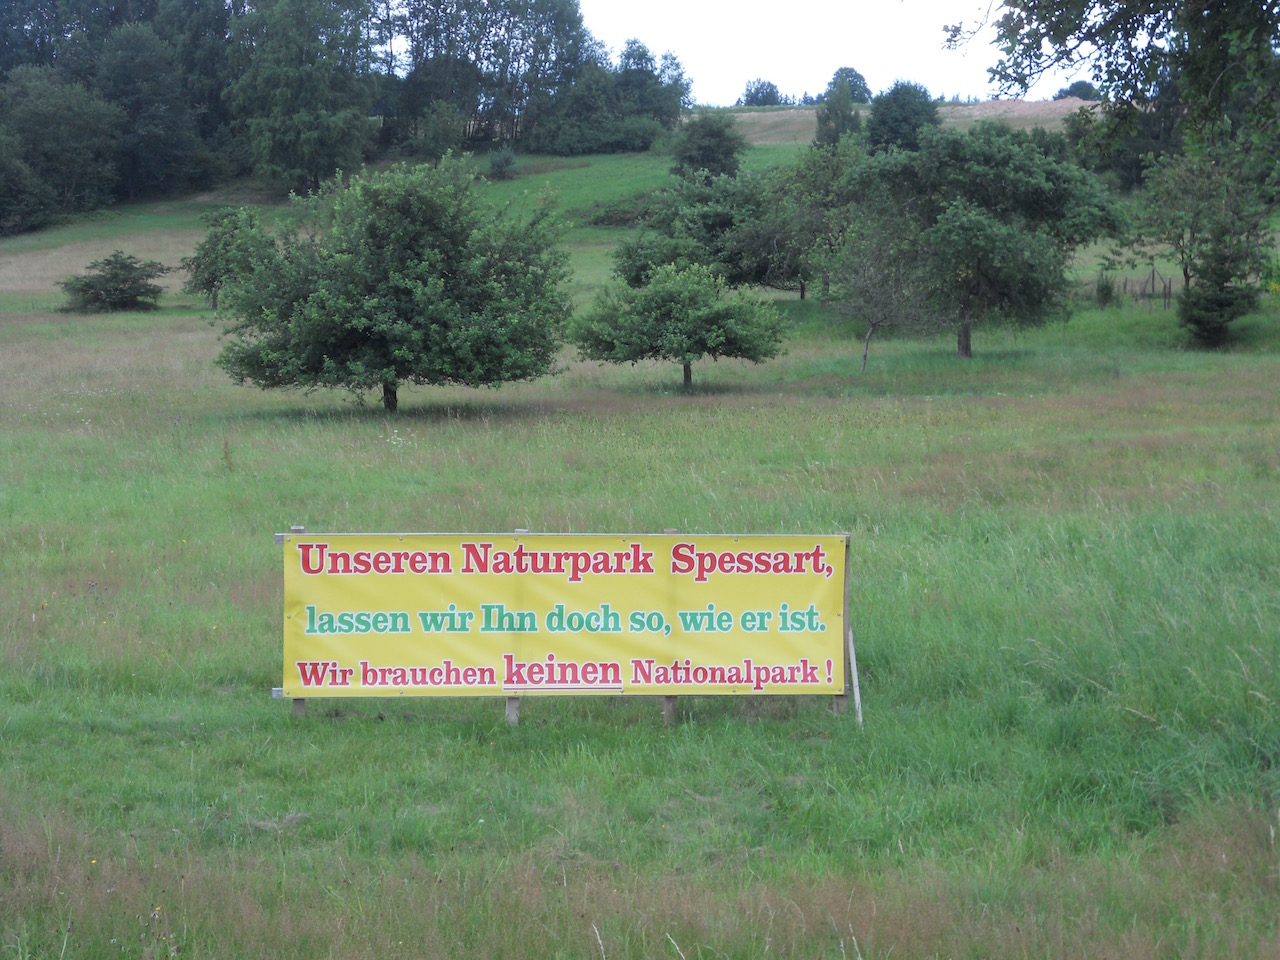 Unseren Naturpark Spessart,
lassen wir Ihn doch so, wie er ist.
Wir brauchen keinen Nationalpark !